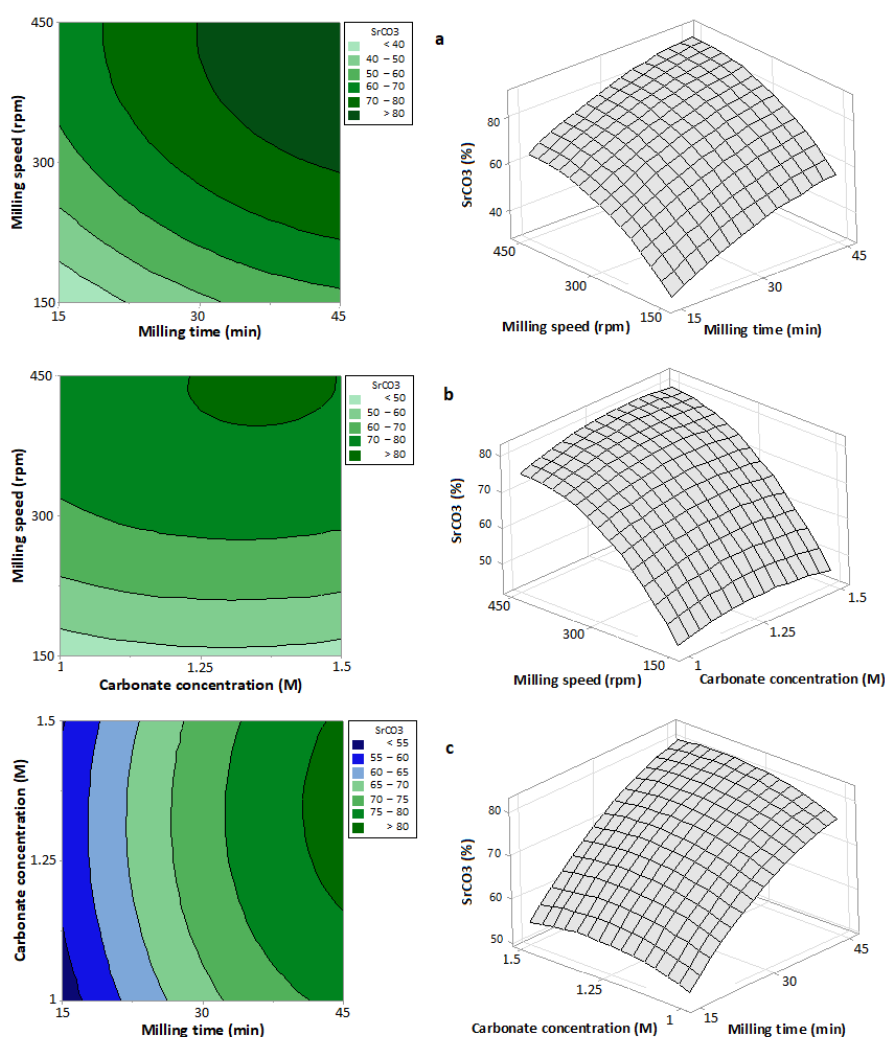 a
SrCO3
< 40
40 – 50
50 – 60
60 – 70
70 – 80
> 80
450
300
150
15
30
45
Milling speed (rpm)
Milling time (min)
80
60
40
SrCO3 (%)
450
300
150
15
30
45
Milling speed (rpm)
Milling time (min)
b
SrCO3
< 50
50 – 60
60 – 70
70 – 80
> 80
450
300
150
1
1.25
1.5
Milling speed (rpm)
Carbonate concentration (M)
80
70
60
50
SrCO3 (%)
450
300
150
1
1.25
1.5
Milling speed (rpm)
Carbonate concentration (M)
c
SrCO3
< 55
55 – 60
60 – 65
65 – 70
70 – 75
75 – 80
> 80
1.5
1.25
1
15
30
45
Carbonate concentration (M)
Milling time (min)
80
70
60
50
SrCO3 (%)
1.5
1.25
1
15
30
45
Carbonate concentration (M)
Milling time (min)